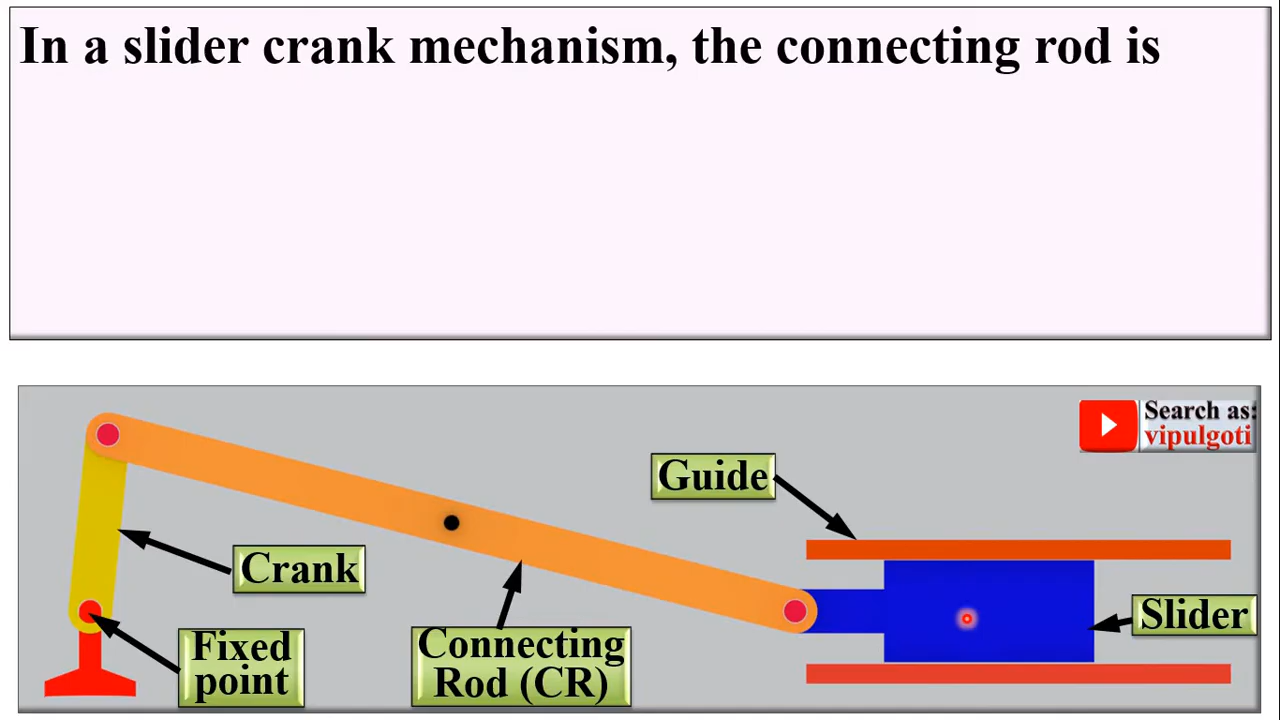 In a slider crank mechanism, the connecting rod is
Search as:
vipulgoti
Guide
Crank
Slider
Fixed
point
Connecting
Rod (CR)